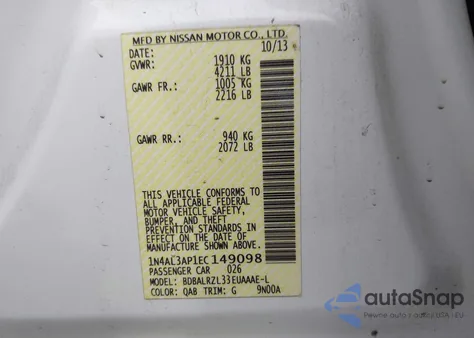 MFD BY NISSAN MOTOR CO., LTD.
DATE: 10/13
GVWR: 1910 KG
4211 LB
GAWR FR.: 1005 KG
2216 LB
GAWR RR.: 940 KG
2072 LB
THIS VEHICLE CONFORMS TO
ALL APPLICABLE FEDERAL
MOTOR VEHICLE SAFETY,
BUMPER, AND THEFT
PREVENTION STANDARDS IN
EFFECT ON THE DATE OF
MANUFACTURE SHOWN ABOVE.
1N4AL3AP1EC149098
PASSENGER CAR 026
MODEL: BDBALRZL33EUAAAE-L
COLOR: QAB TRIM: G 9N00A
autoSnap
POWERED BY AUTOBIDMASTER